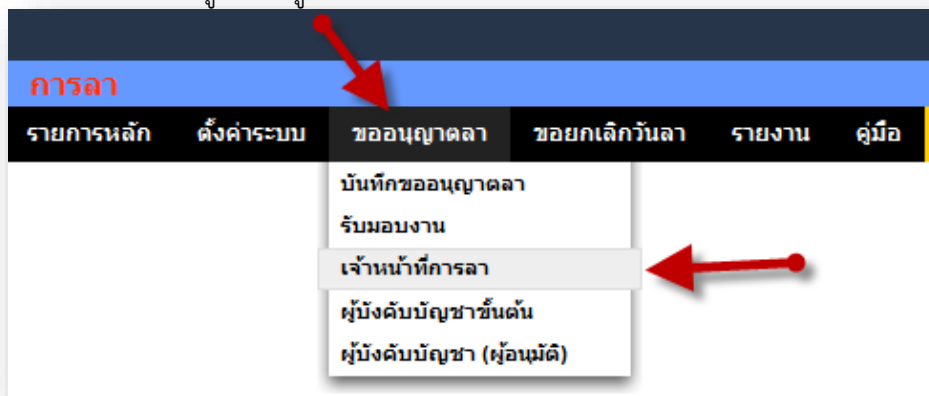 การลา
รายการหลัก ตั้งค่าระบบ ขออนุญาตลา ขอยกเลิกวันลา รายงาน คู่มือ
บันทึกขออนุญาตลา
รับมอบงาน
เจ้าหน้าที่การลา
ผู้บังคับบัญชาขั้นต้น
ผู้บังคับบัญชา (ผู้อนุมัติ)